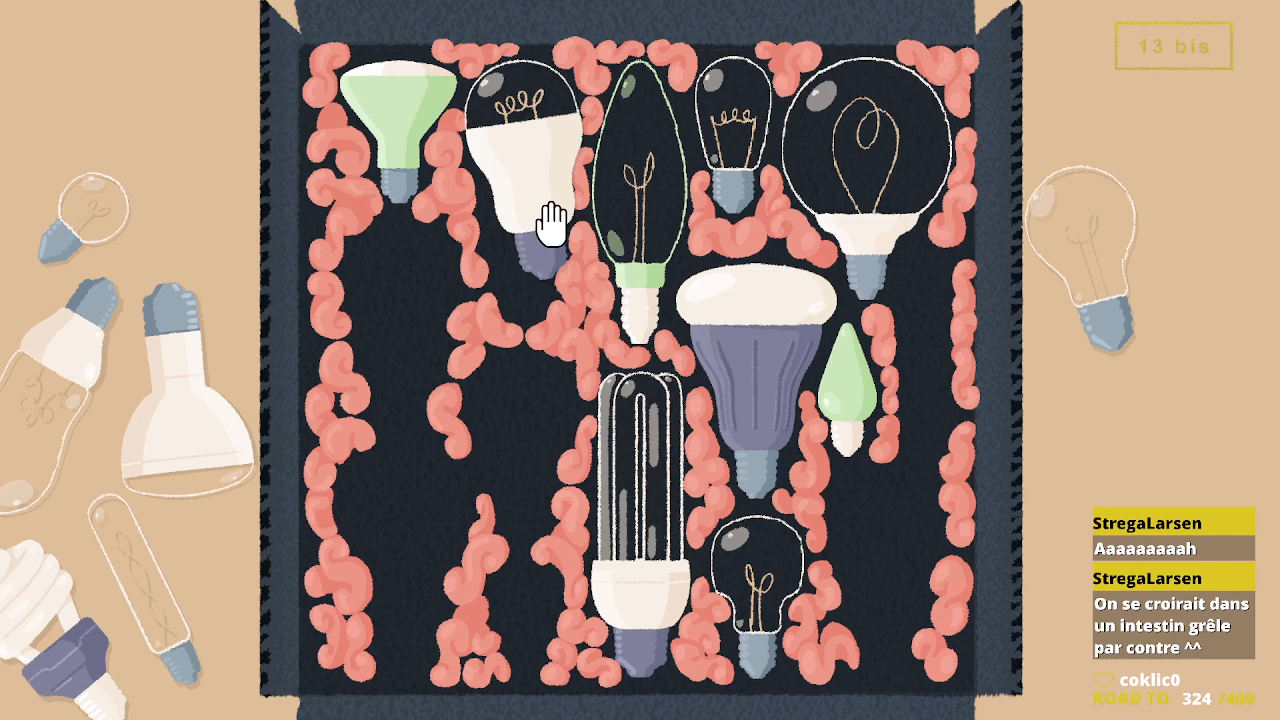 13 bis
StregaLarsen
Aaaaaaaaah
StregaLarsen
On se croirait dans
un intestin grêle
par contre ^^
coklic0
ROAD TO 324 /400